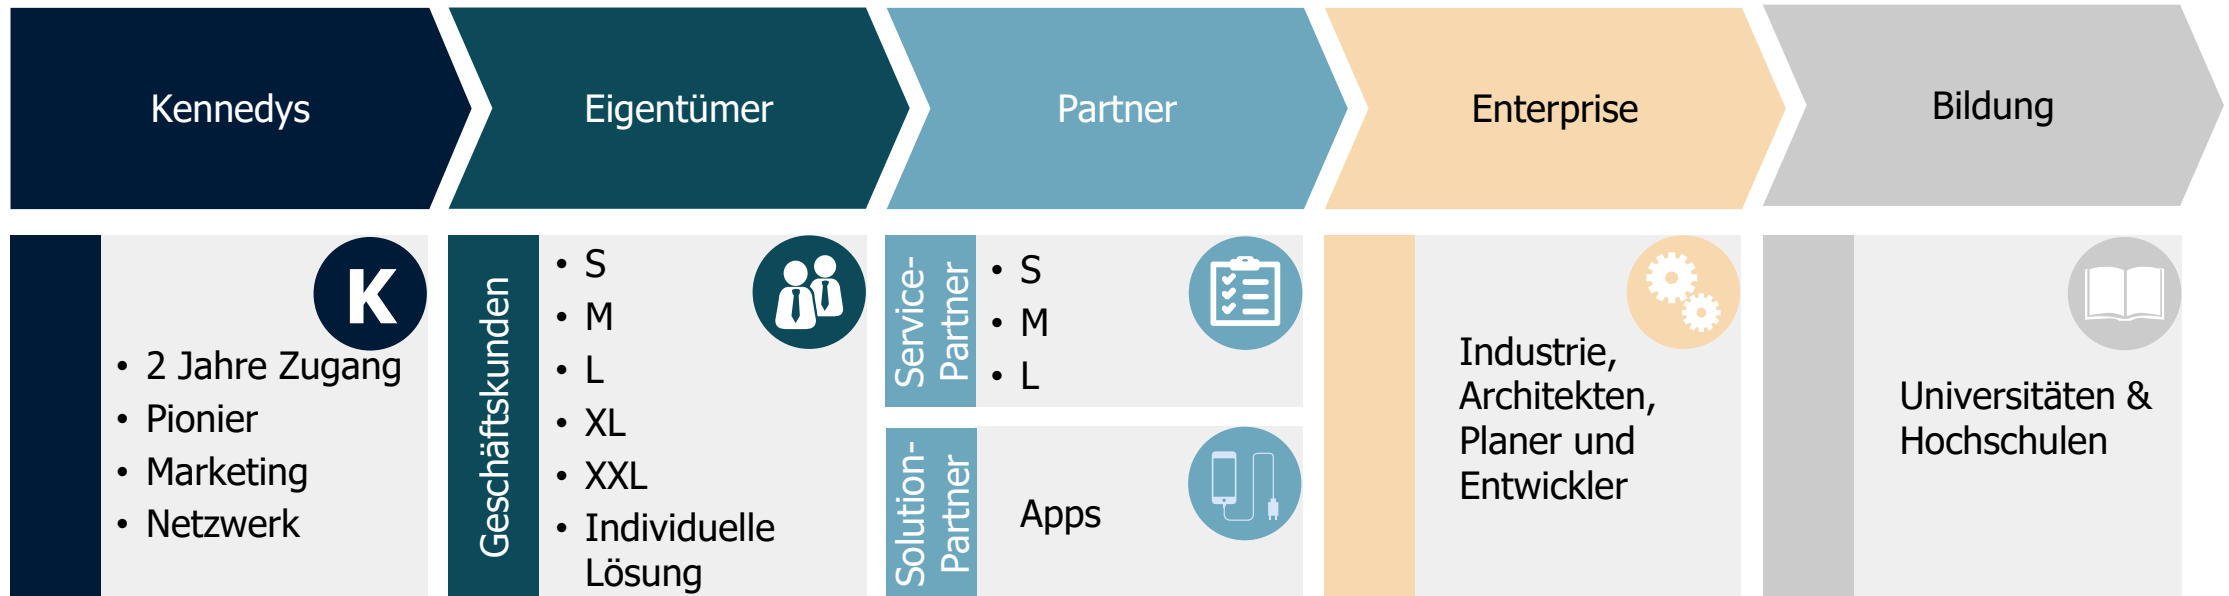 Kennedys
Eigentümer
Partner
Enterprise
Bildung
K
• 2 Jahre Zugang
• Pionier
• Marketing
• Netzwerk
Geschäftskunden
• S
• M
• L
• XL
• XXL
• Individuelle
Lösung
Service-
Partner
• S
• M
• L
Solution-
Partner
Apps
Industrie,
Architekten,
Planer und
Entwickler
Universitäten &
Hochschulen